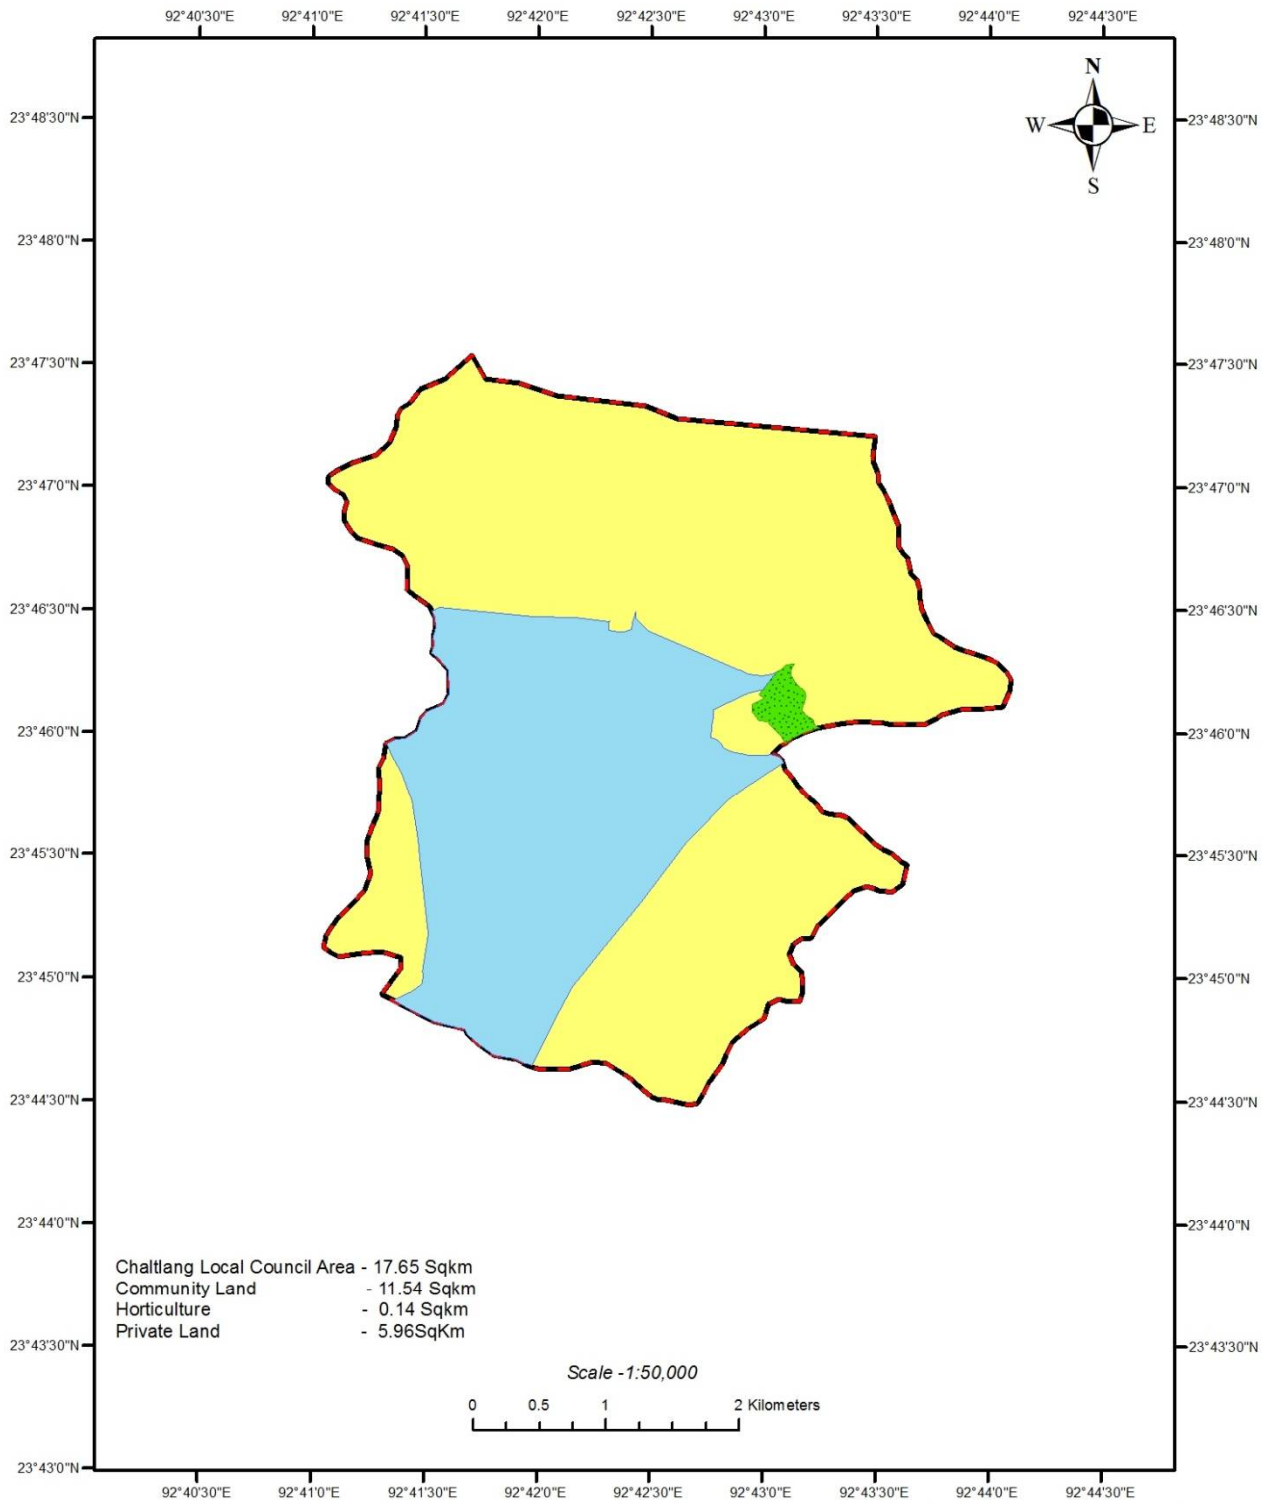 92°40'30"E 92°41'0"E 92°41'30"E 92°42'0"E 92°42'30"E 92°43'0"E 92°43'30"E 92°44'0"E 92°44'30"E
N
W E
S
23°48'30"N 23°48'30"N
23°48'0"N 23°48'0"N
23°47'30"N 23°47'30"N
23°47'0"N 23°47'0"N
23°46'30"N 23°46'30"N
23°46'0"N 23°46'0"N
23°45'30"N 23°45'30"N
23°45'0"N 23°45'0"N
23°44'30"N 23°44'30"N
23°44'0"N 23°44'0"N
Chaltlang Local Council Area - 17.65 Sqkm
Community Land - 11.54 Sqkm
Horticulture - 0.14 Sqkm
Private Land - 5.96SqKm
23°43'30"N 23°43'30"N
Scale -1:50,000
0 0.5 1 2 Kilometers
23°43'0"N
92°40'30"E 92°41'0"E 92°41'30"E 92°42'0"E 92°42'30"E 92°43'0"E 92°43'30"E 92°44'0"E 92°44'30"E